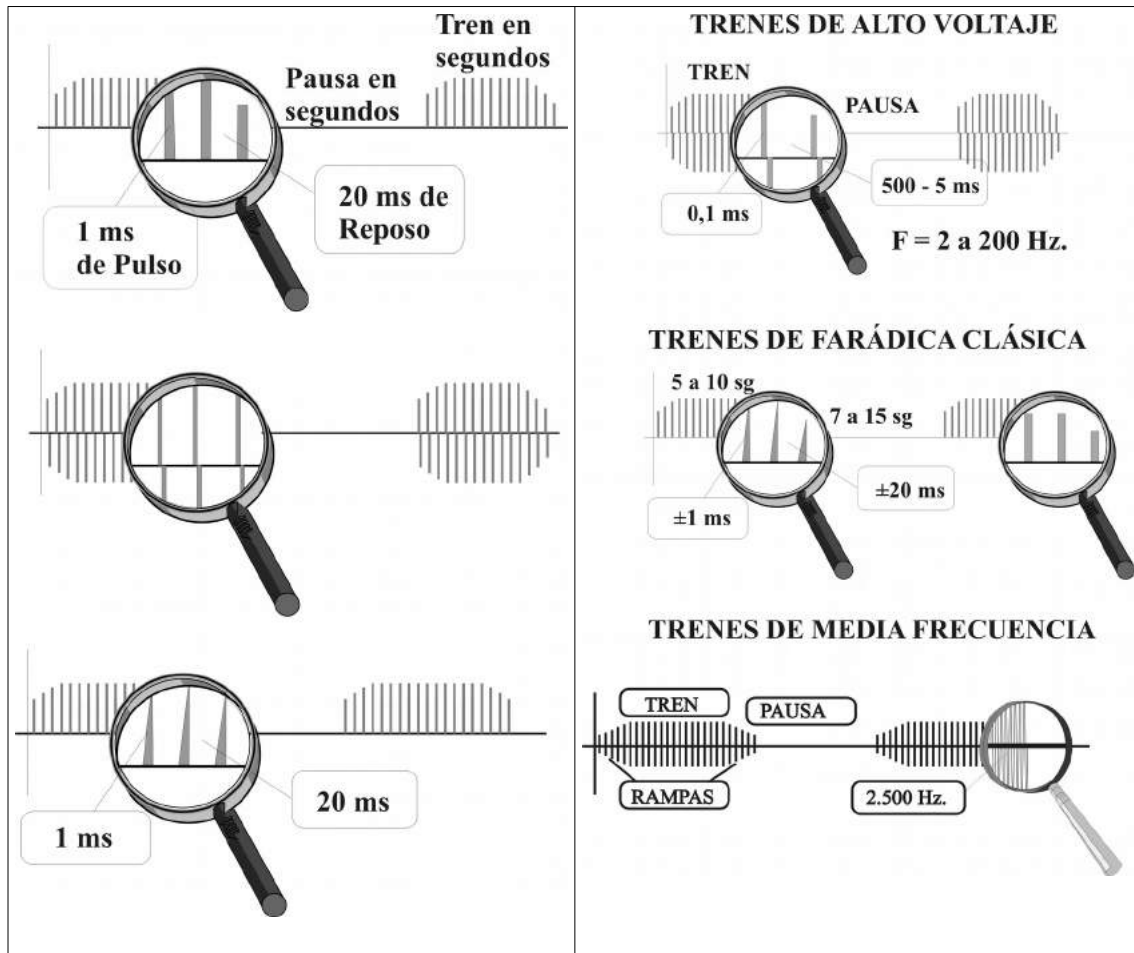 Tren en
segundos
Pausa en
segundos
20 ms de
Reposo
1 ms
de Pulso
20 ms
1 ms
TRENES DE ALTO VOLTAJE
TREN
PAUSA
500 - 5 ms
0,1 ms
F = 2 a 200 Hz.
TRENES DE FARÁDICA CLÁSICA
5 a 10 sg
7 a 15 sg
±20 ms
±1 ms
TRENES DE MEDIA FRECUENCIA
TREN
PAUSA
RAMPAS
2.500 Hz.